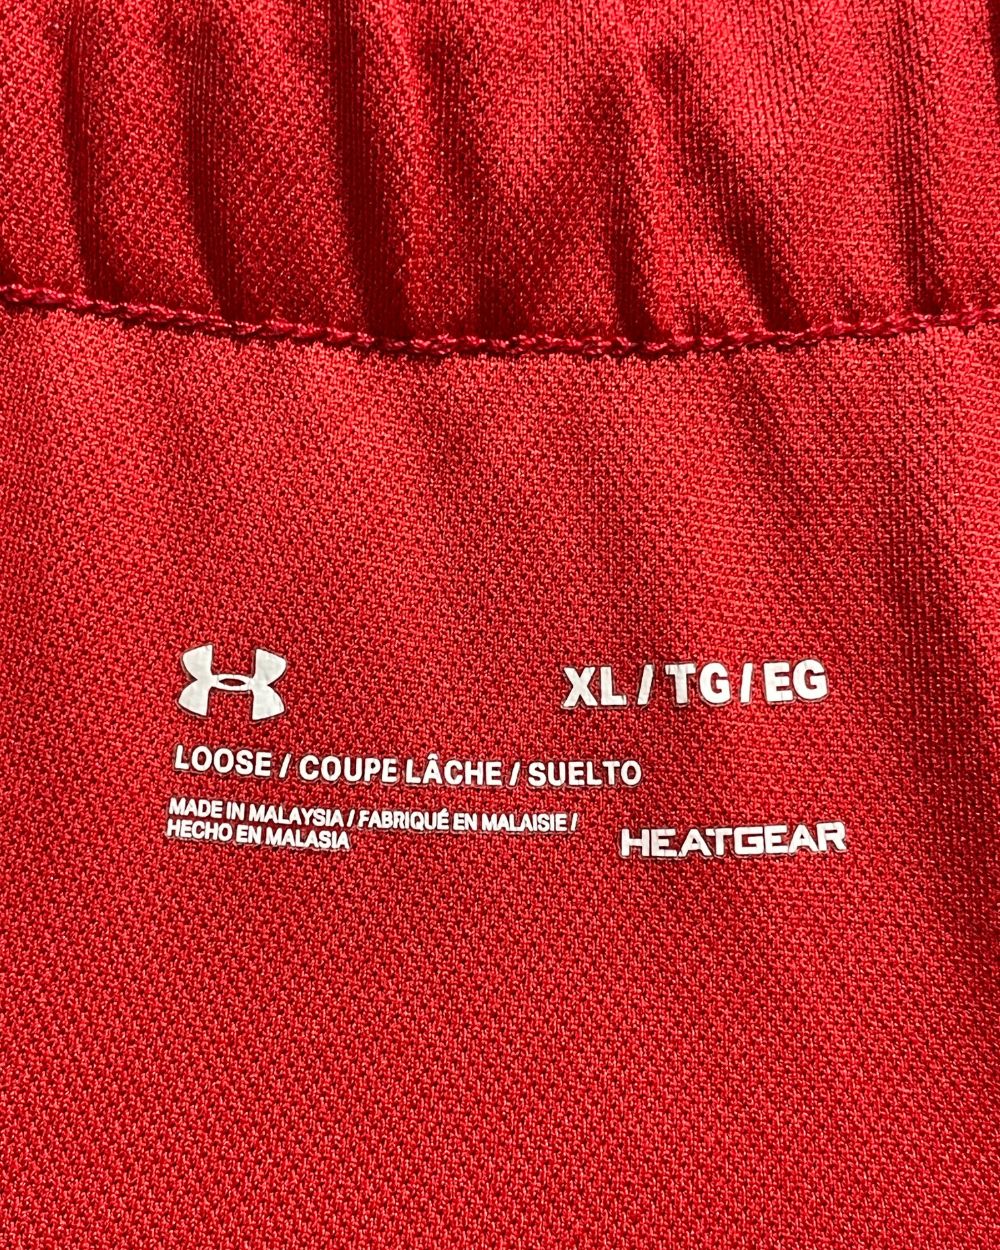 XL / TG / EG
LOOSE / COUPE LÂCHE / SUELTO
MADE IN MALAYSIA / FABRIQUÉ EN MALAISIE /
HECHO EN MALASIA
HEATGEAR